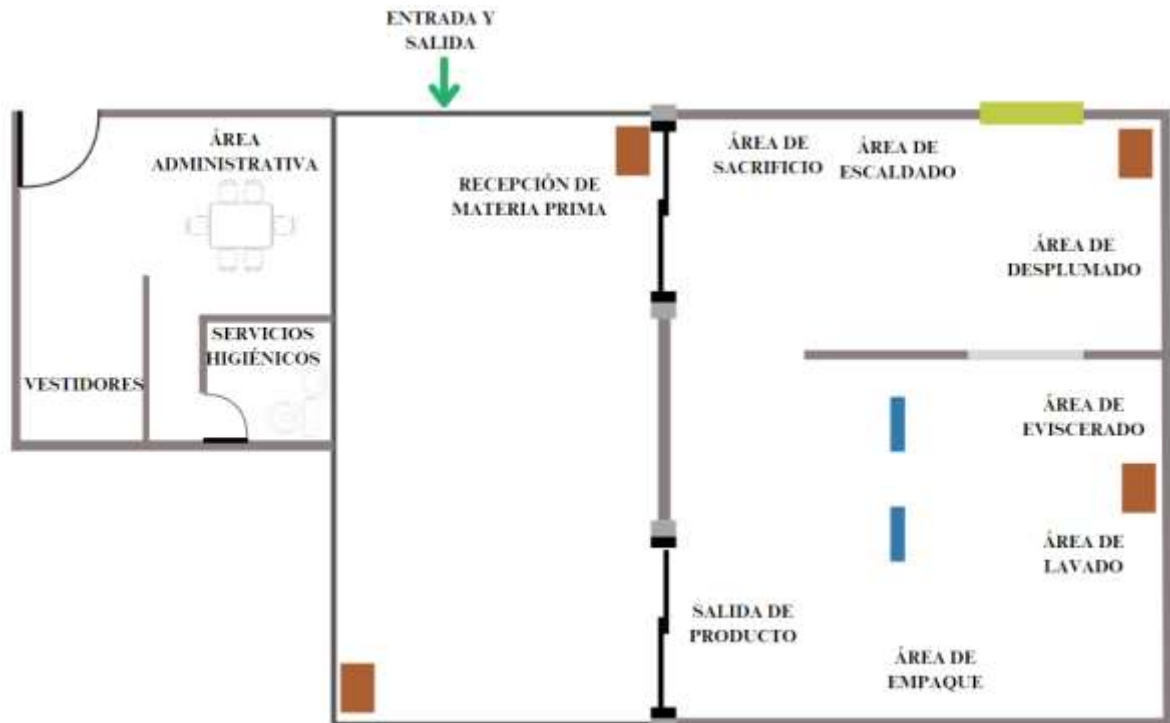 ENTRADA Y
SALIDA
ÁREA
ADMINISTRATIVA
RECEPCIÓN DE
MATERIA PRIMA
ÁREA DE
SACRIFICIO
ÁREA DE
ESCALDADO
ÁREA DE
DESPLUMADO
SERVICIOS
HIGIÉNICOS
VESTIDORES
ÁREA DE
EVISCERADO
ÁREA DE
LAVADO
SALIDA DE
PRODUCTO
ÁREA DE
EMPAQUE